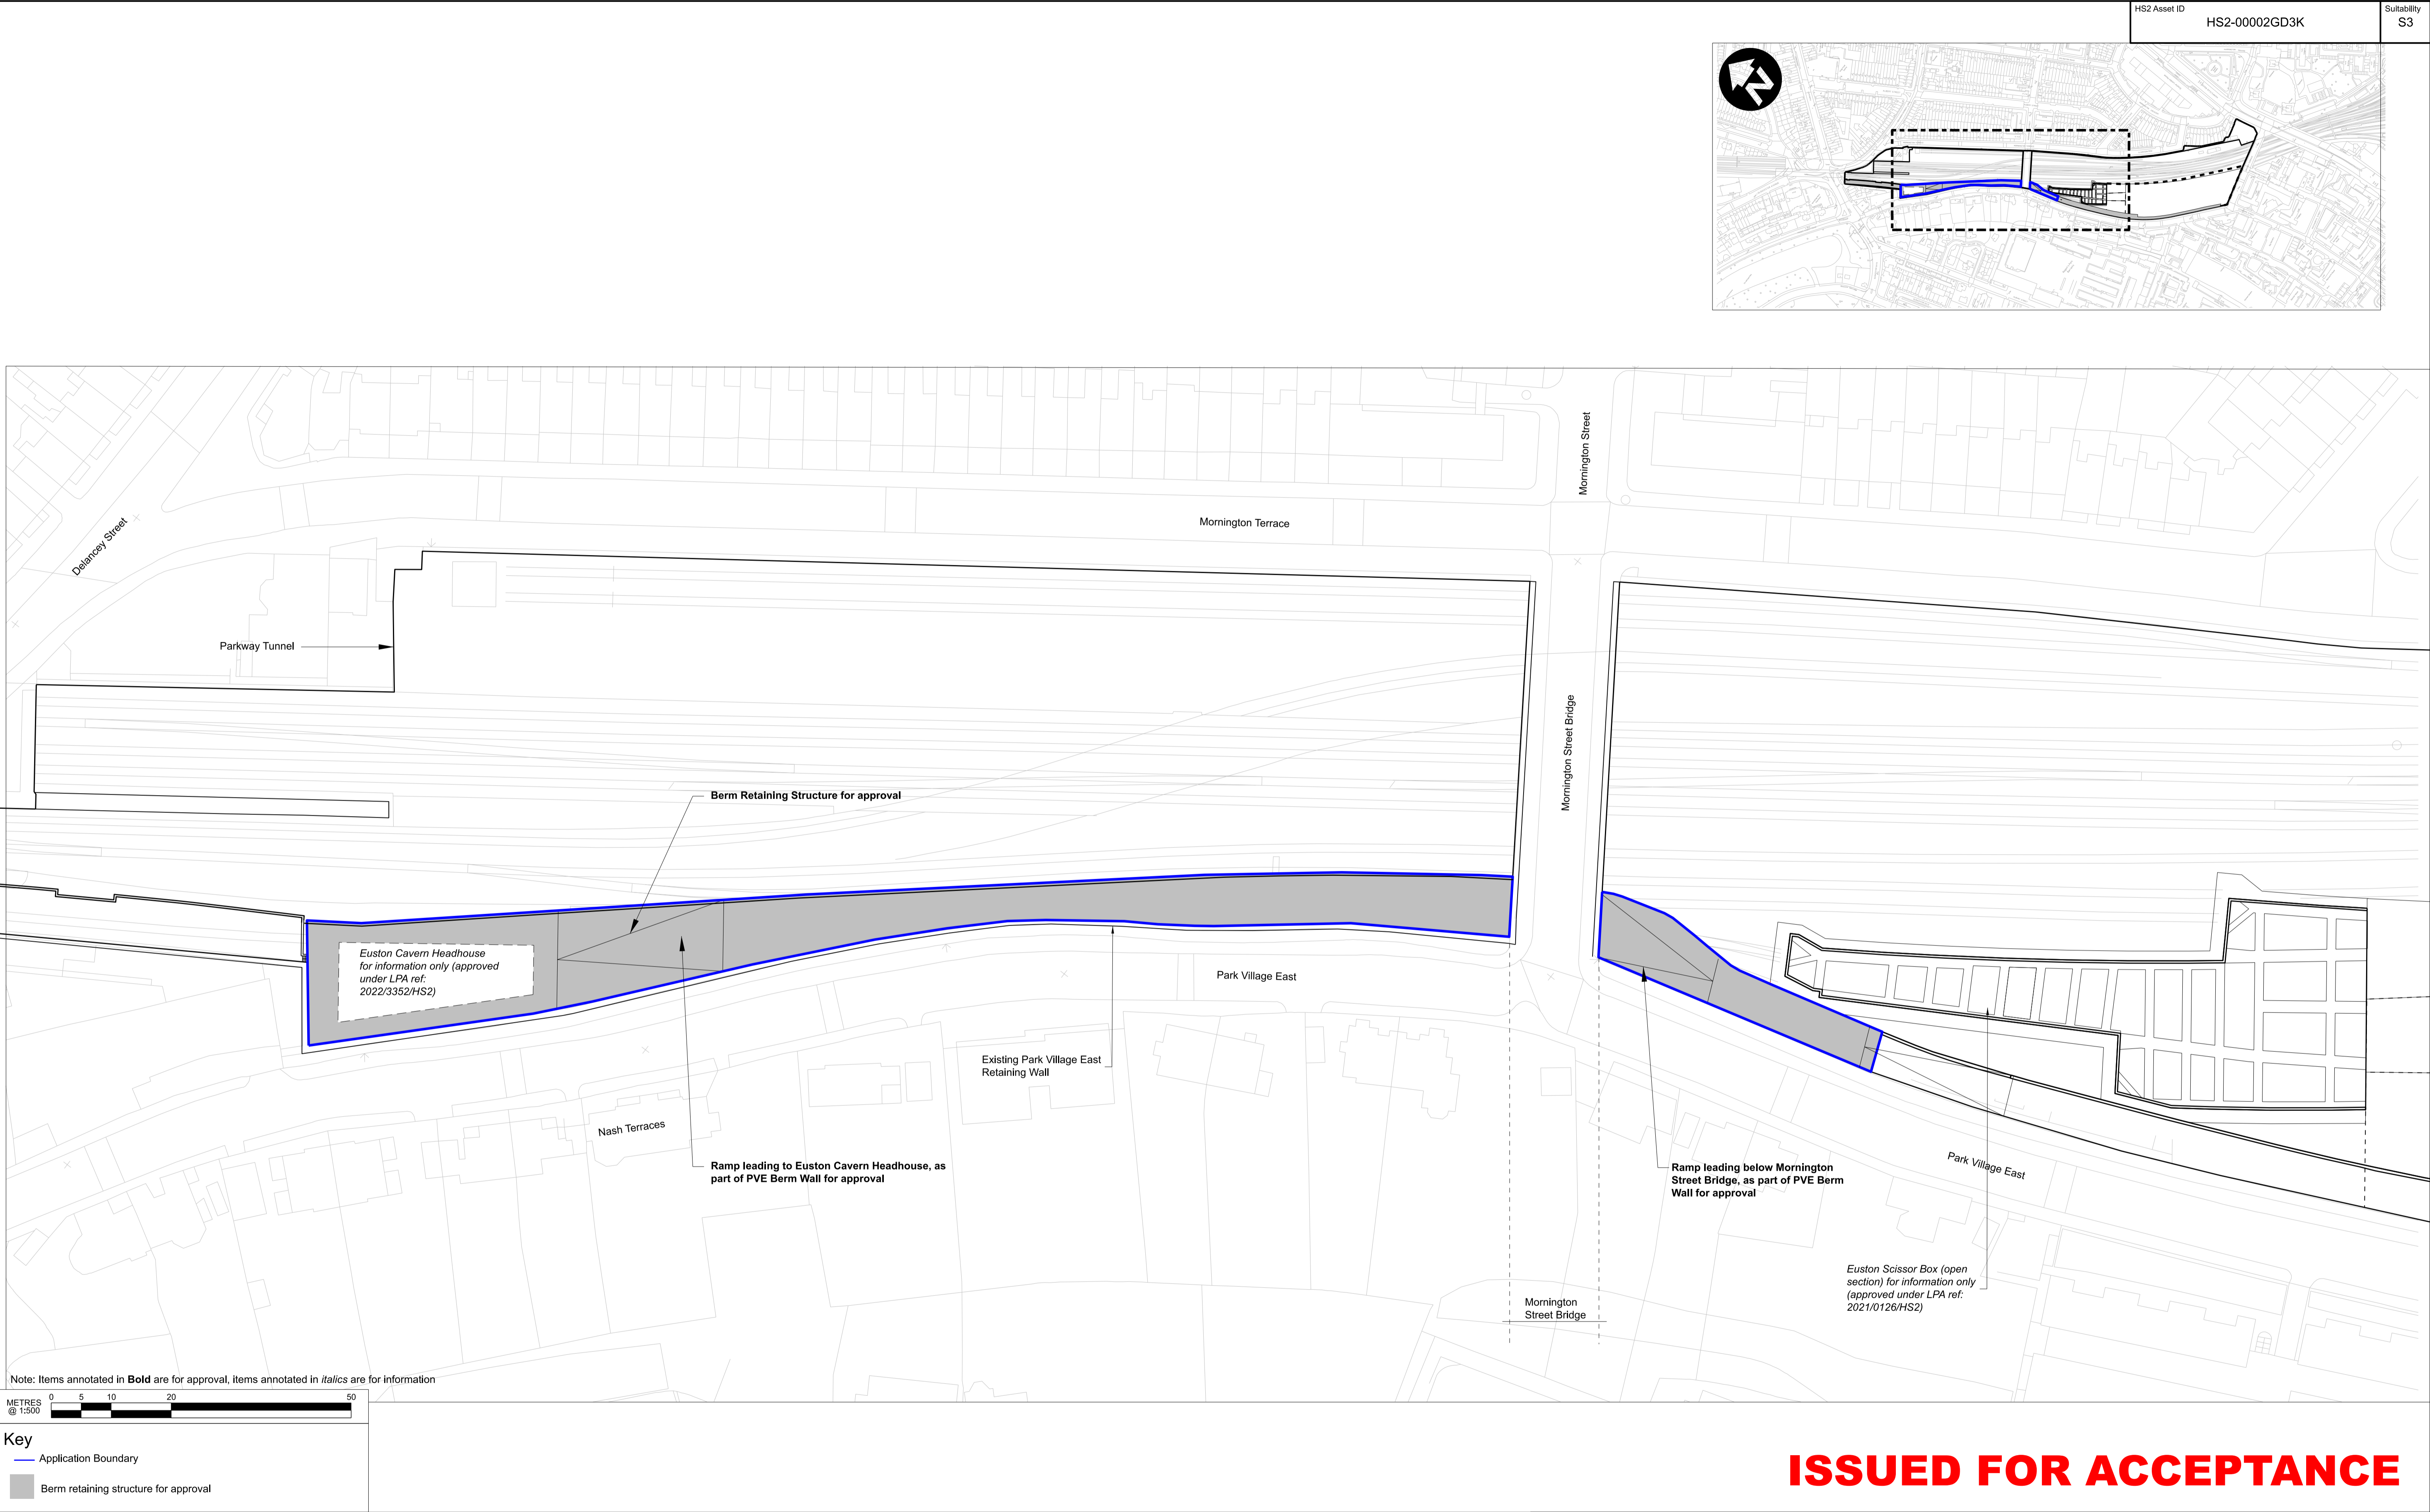 HS2 Asset ID
HS2-00002GD3K
Suitability
S3
N
Mornington Street
Delancey Street
Mornington Terrace
Parkway Tunnel
Mornington Street Bridge
Berm Retaining Structure for approval
Euston Cavern Headhouse
for information only (approved
under LPA ref:
2022/3352/HS2)
Park Village East
Existing Park Village East
Retaining Wall
Nash Terraces
Ramp leading to Euston Cavern Headhouse, as
part of PVE Berm Wall for approval
Ramp leading below Mornington
Street Bridge, as part of PVE Berm
Wall for approval
Park Village East
Euston Scissor Box (open
section) for information only
(approved under LPA ref:
2021/0126/HS2)
Mornington
Street Bridge
Note: Items annotated in Bold are for approval, items annotated in italics are for information
METRES
@ 1:500
0 5 10 20 50
Key
Application Boundary
Berm retaining structure for approval
ISSUED FOR ACCEPTANCE